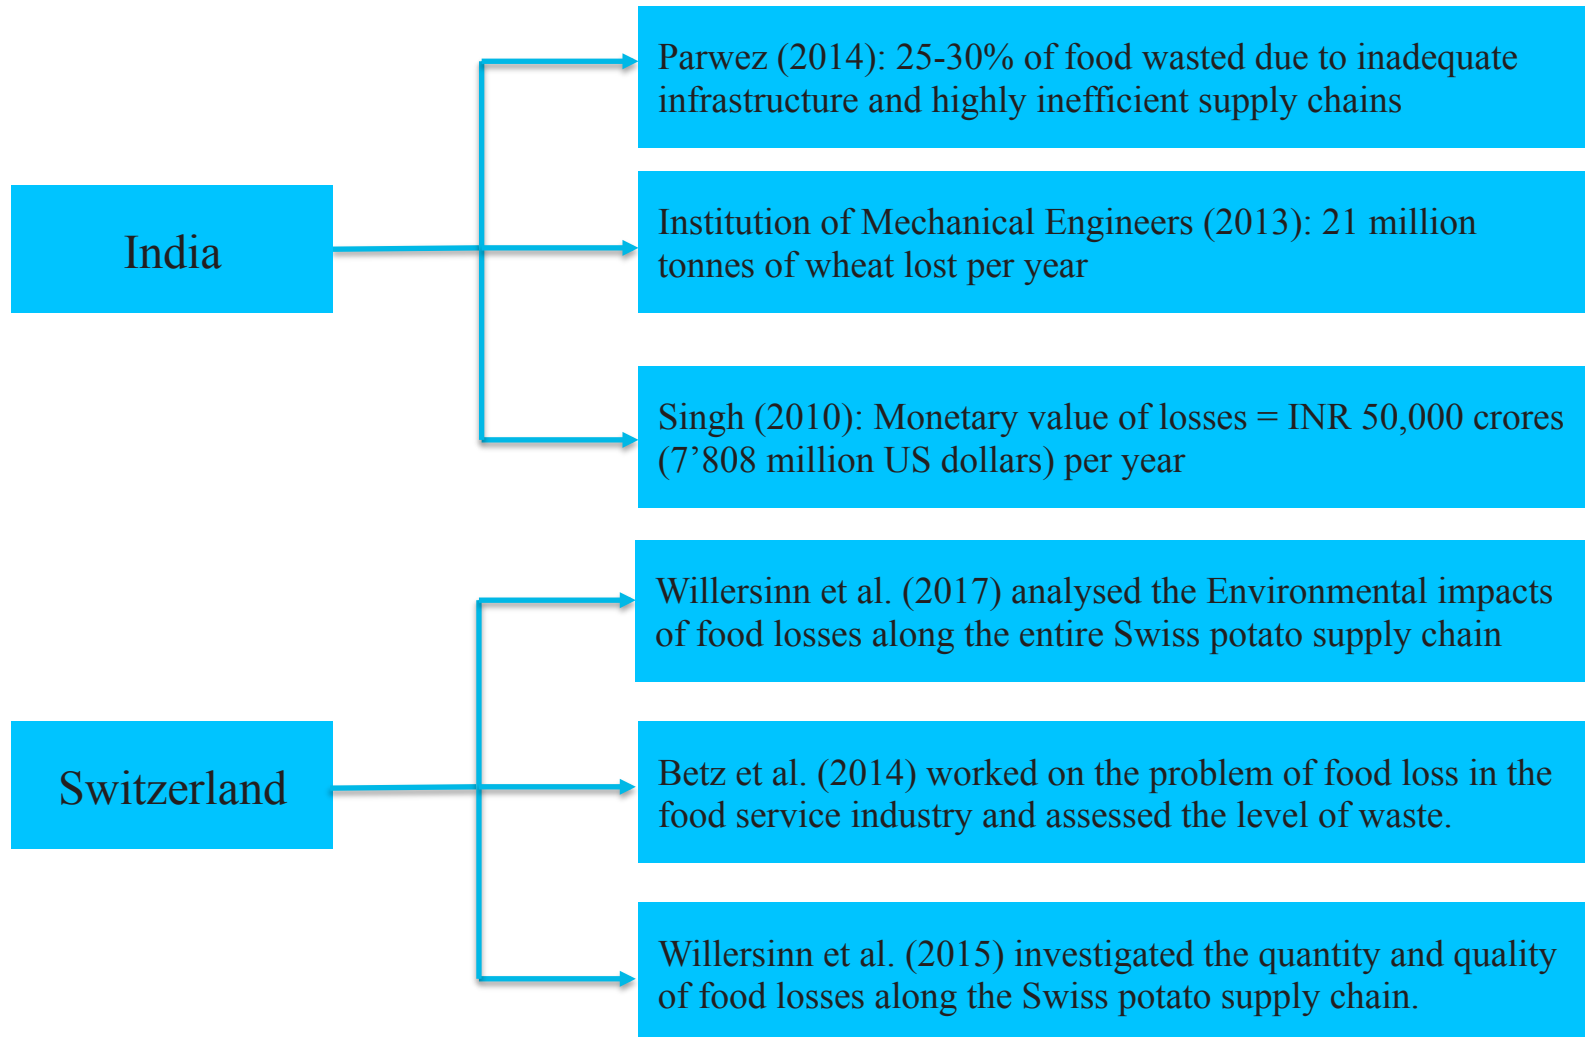 India
Parwez (2014): 25-30% of food wasted due to inadequate
infrastructure and highly inefficient supply chains
Institution of Mechanical Engineers (2013): 21 million
tonnes of wheat lost per year
Singh (2010): Monetary value of losses = INR 50,000 crores
(7’808 million US dollars) per year
Switzerland
Willersinn et al. (2017) analysed the Environmental impacts
of food losses along the entire Swiss potato supply chain
Betz et al. (2014) worked on the problem of food loss in the
food service industry and assessed the level of waste.
Willersinn et al. (2015) investigated the quantity and quality
of food losses along the Swiss potato supply chain.